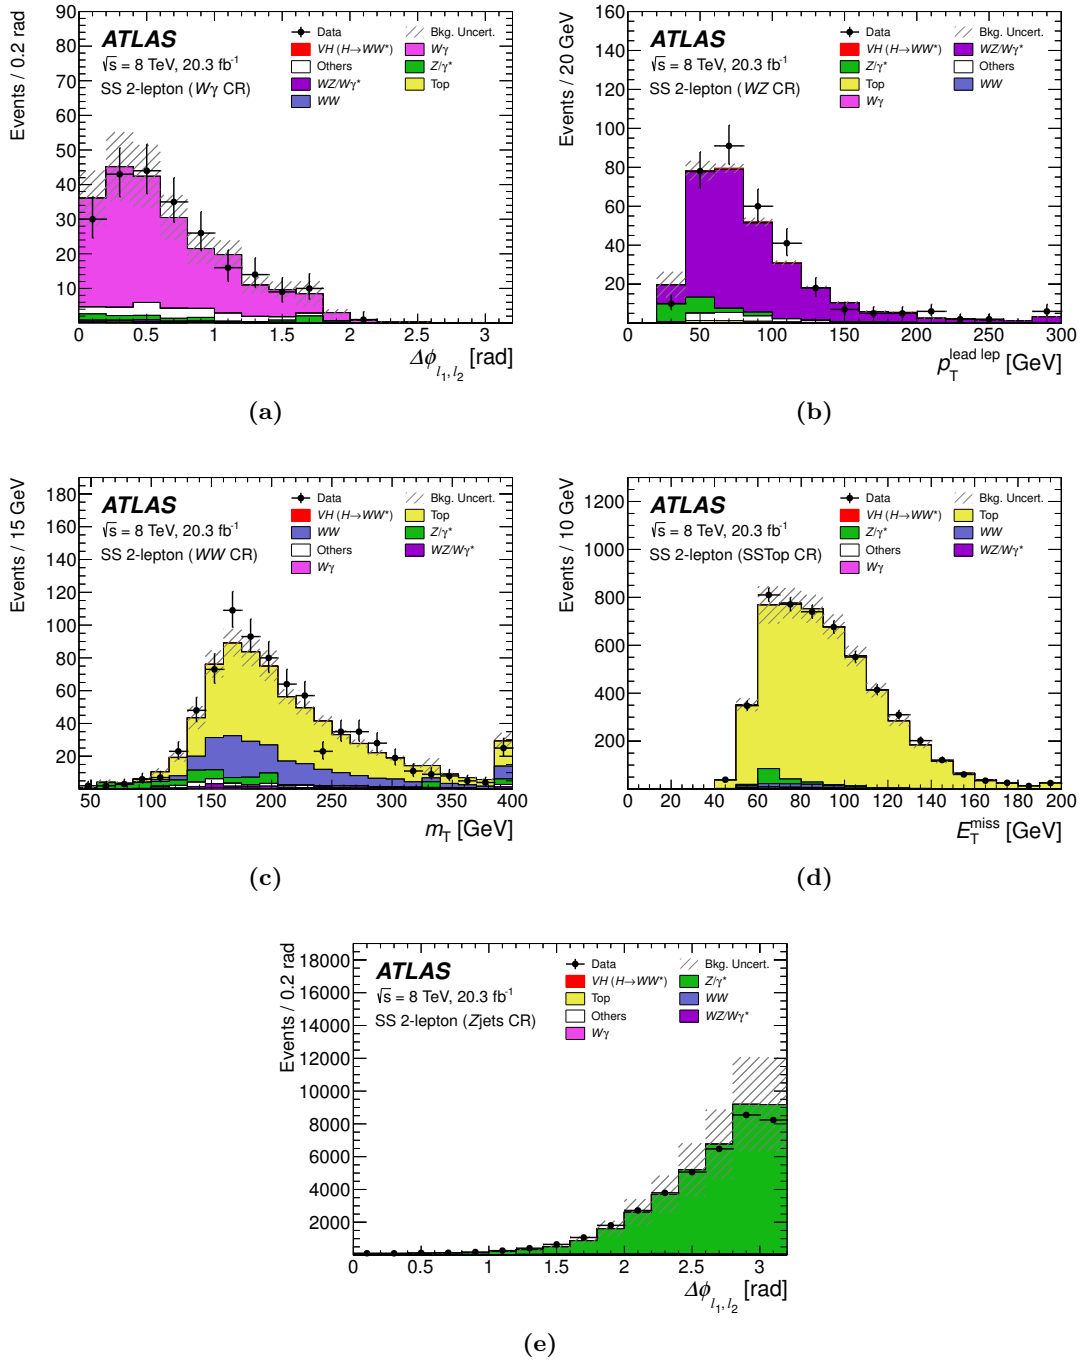 Events / 0.2 rad
90
80
70
60
50
40
30
20
10
ATLAS
√s = 8 TeV, 20.3 fb⁻¹
SS 2-lepton (Wγ CR)
Data
VH (H→WW*)
Others
WZ/Wγ*
WW
Bkg. Uncert.
Wγ
Z/γ*
Top
0 0.5 1 1.5 2 2.5 3
Δϕ l₁, l₂ [rad]
(a)
Events / 20 GeV
160
140
120
100
80
60
40
20
ATLAS
√s = 8 TeV, 20.3 fb⁻¹
SS 2-lepton (WZ CR)
Data
VH (H→WW*)
Z/γ*
Top
Wγ
Bkg. Uncert.
WZ/Wγ*
Others
WW
0 50 100 150 200 250 300
p_T^lead lep [GeV]
(b)
Events / 15 GeV
180
160
140
120
100
80
60
40
20
ATLAS
√s = 8 TeV, 20.3 fb⁻¹
SS 2-lepton (WW CR)
Data
VH (H→WW*)
WW
Others
Wγ
Bkg. Uncert.
Top
Z/γ*
WZ/Wγ*
50 100 150 200 250 300 350 400
m_T [GeV]
(c)
Events / 10 GeV
1200
1000
800
600
400
200
ATLAS
√s = 8 TeV, 20.3 fb⁻¹
SS 2-lepton (SSTop CR)
Data
VH (H→WW*)
Z/γ*
Others
Wγ
Bkg. Uncert.
Top
WW
WZ/Wγ*
0 20 40 60 80 100 120 140 160 180 200
E_T^miss [GeV]
(d)
Events / 0.2 rad
18000
16000
14000
12000
10000
8000
6000
4000
2000
ATLAS
√s = 8 TeV, 20.3 fb⁻¹
SS 2-lepton (Zjets CR)
Data
VH (H→WW*)
Top
Others
Wγ
Bkg. Uncert.
Z/γ*
WW
WZ/Wγ*
0 0.5 1 1.5 2 2.5 3
Δϕ l₁, l₂ [rad]
(e)